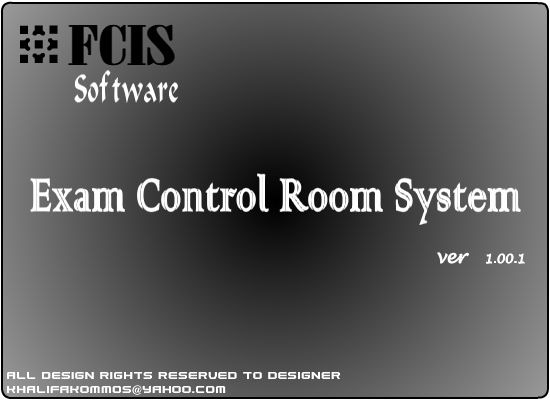 FCIS
Software
Exam Control Room System
ver 1.00.1
ALL DESIGN RIGHTS RESERVED TO DESIGNER
KHALIFAKOMMOS@YAHOO.COM